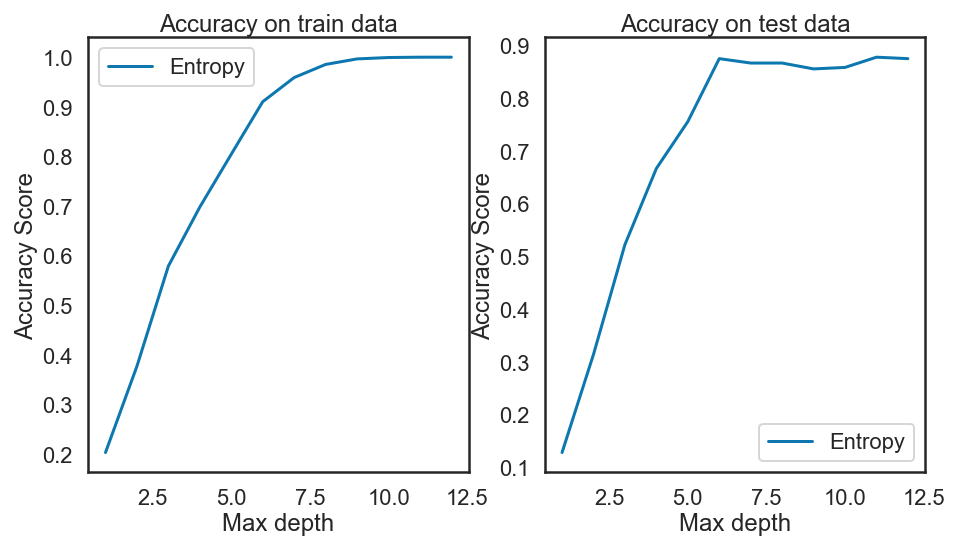 Accuracy on train data
Entropy
Accuracy Score
1.0
0.9
0.8
0.7
0.6
0.5
0.4
0.3
0.2
2.5 5.0 7.5 10.0 12.5
Max depth
Accuracy on test data
Accuracy Score
0.9
0.8
0.7
0.6
0.5
0.4
0.3
0.2
0.1
Entropy
2.5 5.0 7.5 10.0 12.5
Max depth